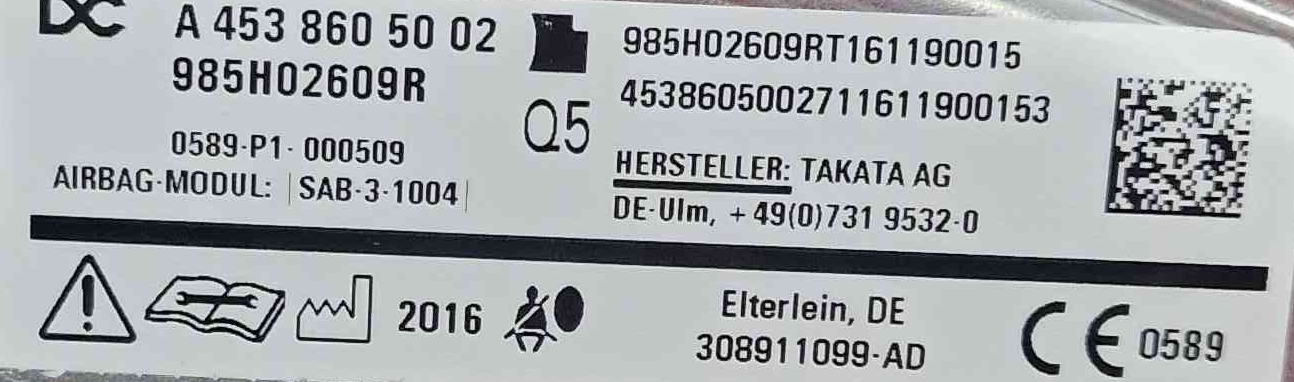 DC A 453 860 50 02
985H02609R
0589-P1- 000509
AIRBAG-MODUL: SAB-3-1004
Q5
985H02609RT161190015
4538605002711611900153
HERSTELLER: TAKATA AG
DE-Ulm, +49(0)731 9532-0
2016
Elterlein, DE
308911099-AD
CE 0589